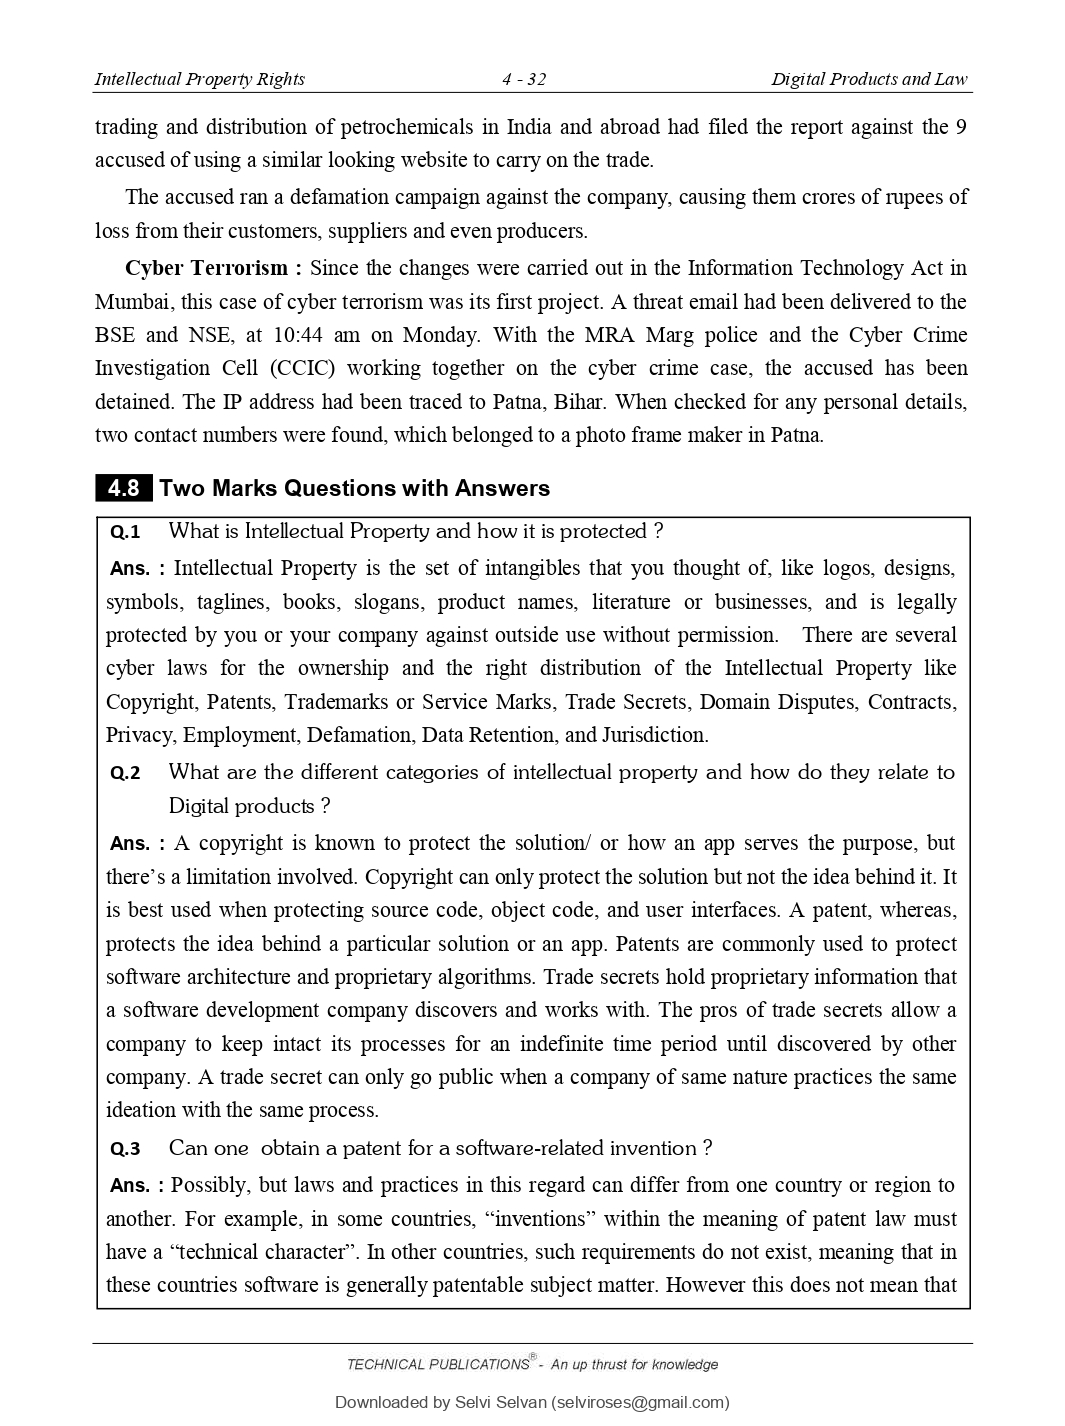 Intellectual Property Rights 4 - 32 Digital Products and Law
trading and distribution of petrochemicals in India and abroad had filed the report against the 9
accused of using a similar looking website to carry on the trade.
The accused ran a defamation campaign against the company, causing them crores of rupees of
loss from their customers, suppliers and even producers.
Cyber Terrorism : Since the changes were carried out in the Information Technology Act in
Mumbai, this case of cyber terrorism was its first project. A threat email had been delivered to the
BSE and NSE, at 10:44 am on Monday. With the MRA Marg police and the Cyber Crime
Investigation Cell (CCIC) working together on the cyber crime case, the accused has been
detained. The IP address had been traced to Patna, Bihar. When checked for any personal details,
two contact numbers were found, which belonged to a photo frame maker in Patna.
4.8 Two Marks Questions with Answers
Q.1 What is Intellectual Property and how it is protected ?
Ans. : Intellectual Property is the set of intangibles that you thought of, like logos, designs,
symbols, taglines, books, slogans, product names, literature or businesses, and is legally
protected by you or your company against outside use without permission. There are several
cyber laws for the ownership and the right distribution of the Intellectual Property like
Copyright, Patents, Trademarks or Service Marks, Trade Secrets, Domain Disputes, Contracts,
Privacy, Employment, Defamation, Data Retention, and Jurisdiction.
Q.2 What are the different categories of intellectual property and how do they relate to
Digital products ?
Ans. : A copyright is known to protect the solution/ or how an app serves the purpose, but
there’s a limitation involved. Copyright can only protect the solution but not the idea behind it. It
is best used when protecting source code, object code, and user interfaces. A patent, whereas,
protects the idea behind a particular solution or an app. Patents are commonly used to protect
software architecture and proprietary algorithms. Trade secrets hold proprietary information that
a software development company discovers and works with. The pros of trade secrets allow a
company to keep intact its processes for an indefinite time period until discovered by other
company. A trade secret can only go public when a company of same nature practices the same
ideation with the same process.
Q.3 Can one obtain a patent for a software-related invention ?
Ans. : Possibly, but laws and practices in this regard can differ from one country or region to
another. For example, in some countries, “inventions” within the meaning of patent law must
have a “technical character”. In other countries, such requirements do not exist, meaning that in
these countries software is generally patentable subject matter. However this does not mean that
TECHNICAL PUBLICATIONS® - An up thrust for knowledge
Downloaded by Selvi Selvan (selviroses@gmail.com)